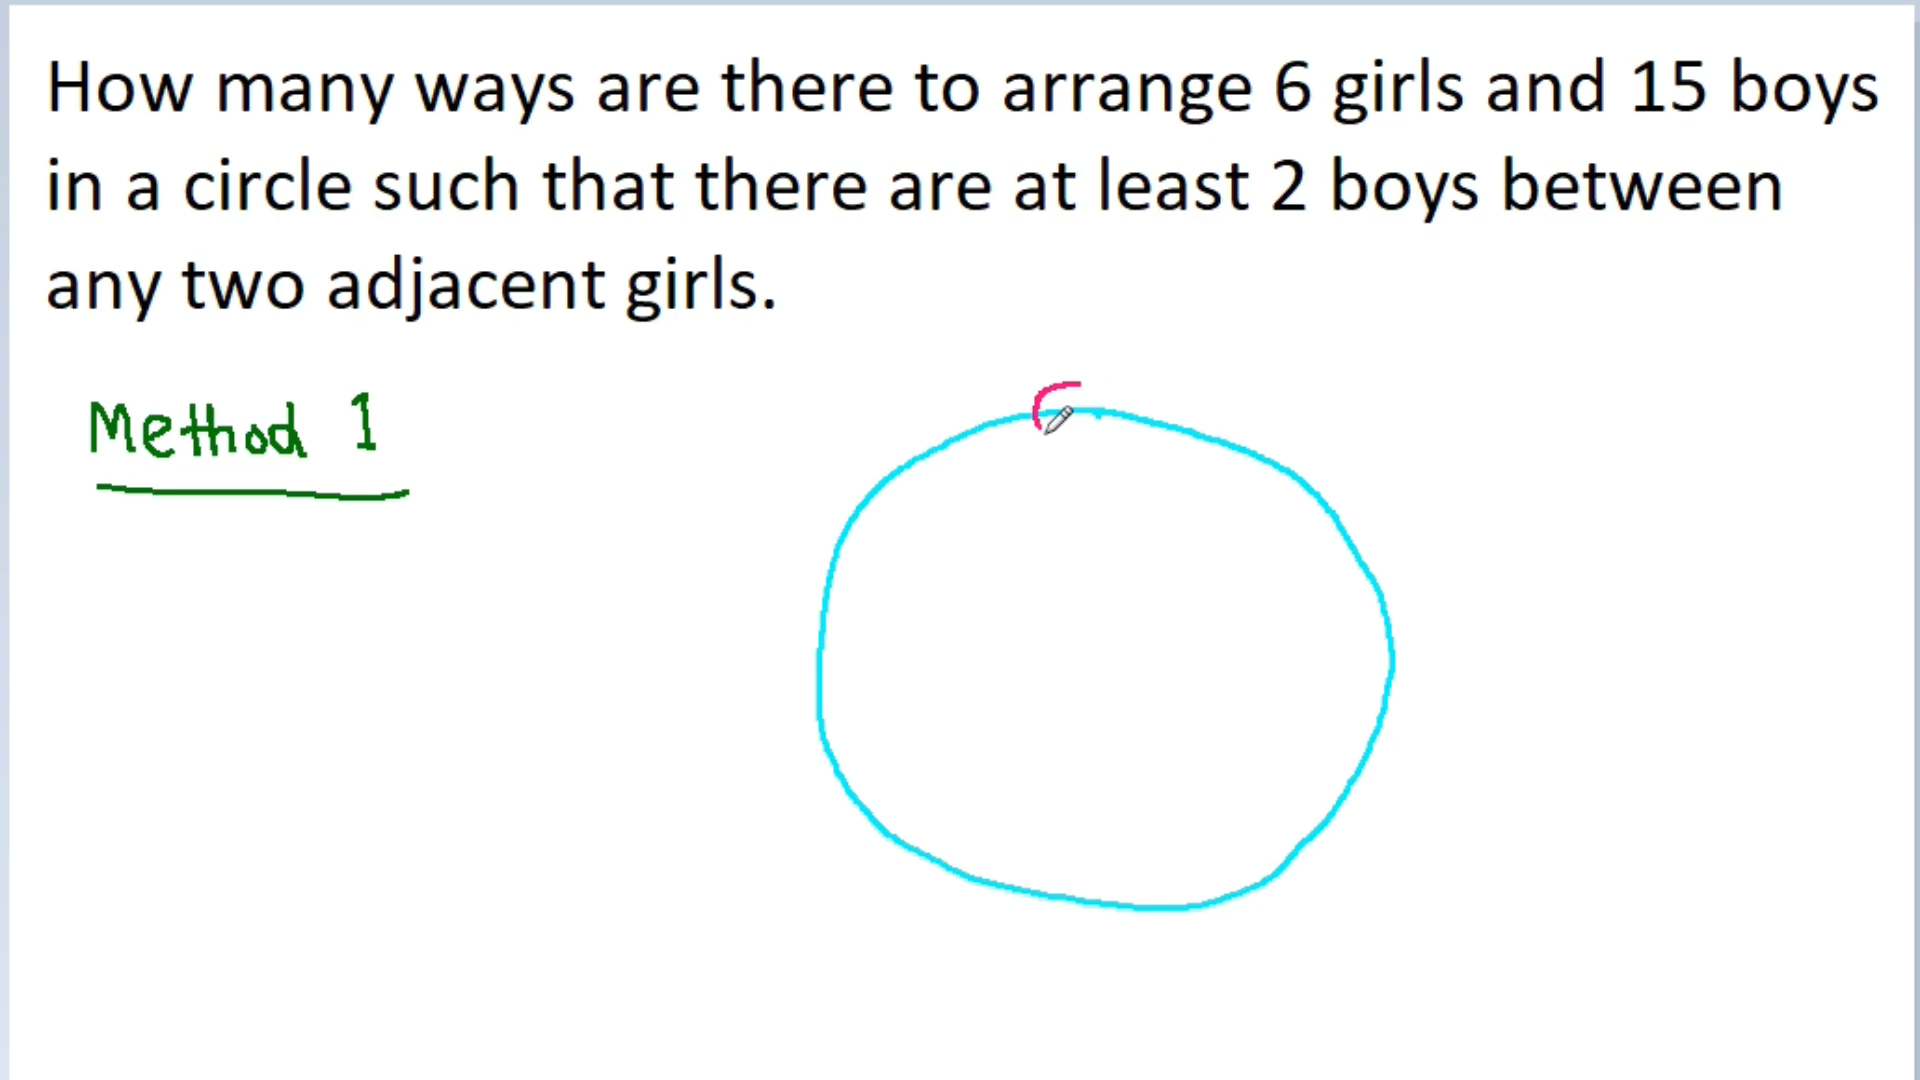 How many ways are there to arrange 6 girls and 15 boys
in a circle such that there are at least 2 boys between
any two adjacent girls.
Method 1